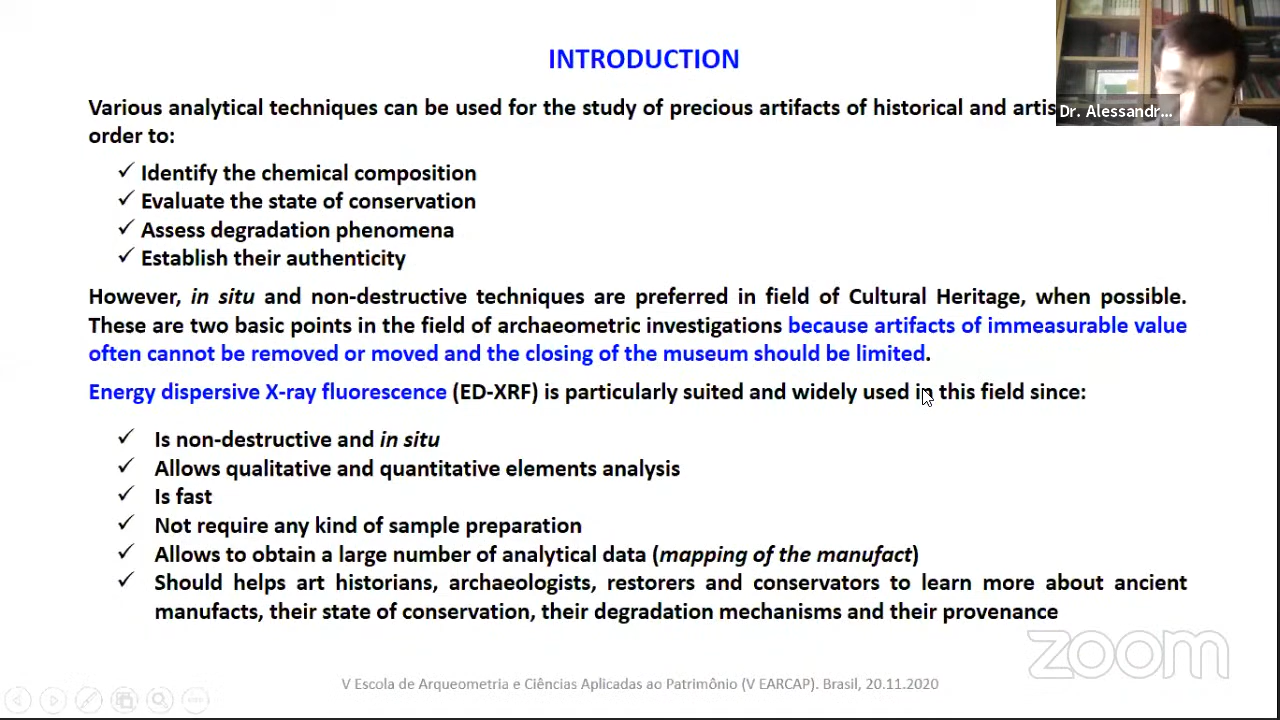 INTRODUCTION
Various analytical techniques can be used for the study of precious artifacts of historical and
order to:
✓ Identify the chemical composition
✓ Evaluate the state of conservation
✓ Assess degradation phenomena
✓ Establish their authenticity
However, in situ and non-destructive techniques are preferred in field of Cultural Heritage, when possible.
These are two basic points in the field of archaeometric investigations because artifacts of immeasurable value
often cannot be removed or moved and the closing of the museum should be limited.
Energy dispersive X-ray fluorescence (ED-XRF) is particularly suited and widely used in this field since:
✓ Is non-destructive and in situ
✓ Allows qualitative and quantitative elements analysis
✓ Is fast
✓ Not require any kind of sample preparation
✓ Allows to obtain a large number of analytical data (mapping of the manufact)
✓ Should helps art historians, archaeologists, restorers and conservators to learn more about ancient
manufacts, their state of conservation, their degradation mechanisms and their provenance
V Escola de Arqueometria e Ciências Aplicadas ao Patrimônio (V EARCAP). Brasil, 20.11.2020
Dr. Alessandr...
zoom